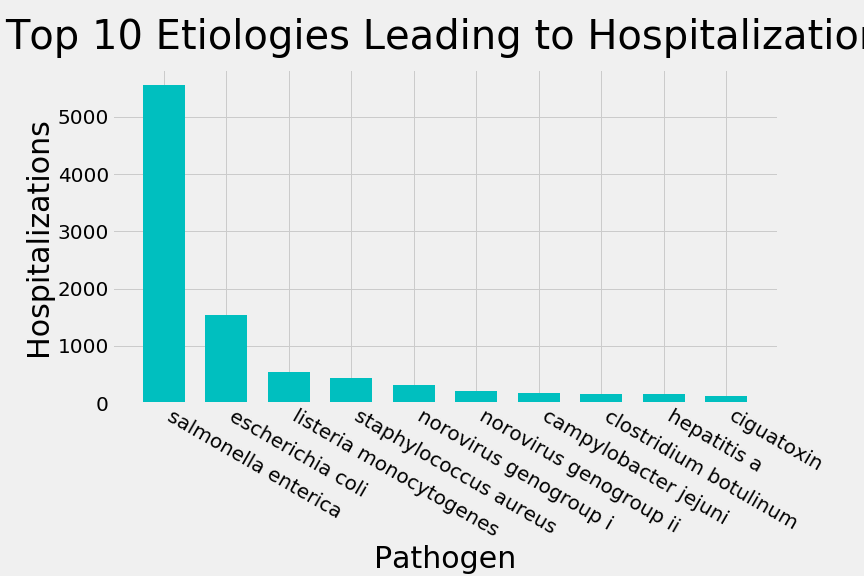 Top 10 Etiologies Leading to Hospitalization
Hospitalizations
5000
4000
3000
2000
1000
0
salmonella enterica
escherichia coli
listeria monocytogenes
staphylococcus aureus
norovirus genogroup i
norovirus genogroup ii
campylobacter jejuni
clostridium botulinum
hepatitis a
ciguatoxin
Pathogen